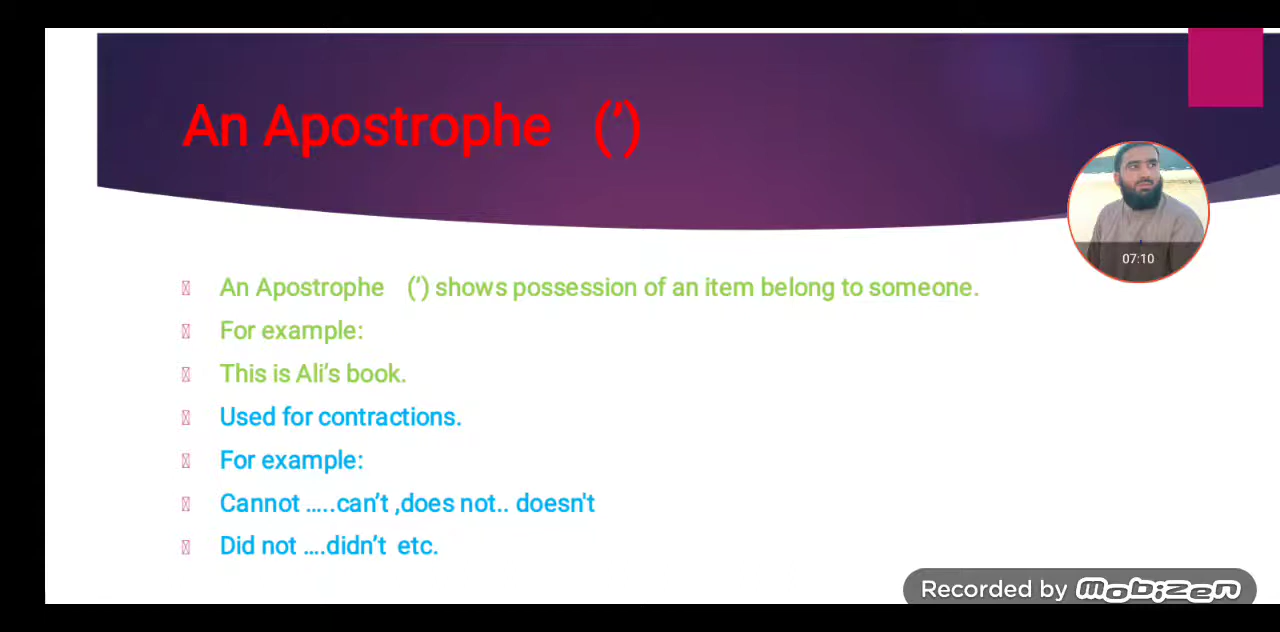 An Apostrophe (’)
07:10
An Apostrophe (’) shows possession of an item belong to someone.
For example:
This is Ali’s book.
Used for contractions.
For example:
Cannot …..can’t ,does not.. doesn't
Did not ….didn’t etc.
Recorded by Mobizen